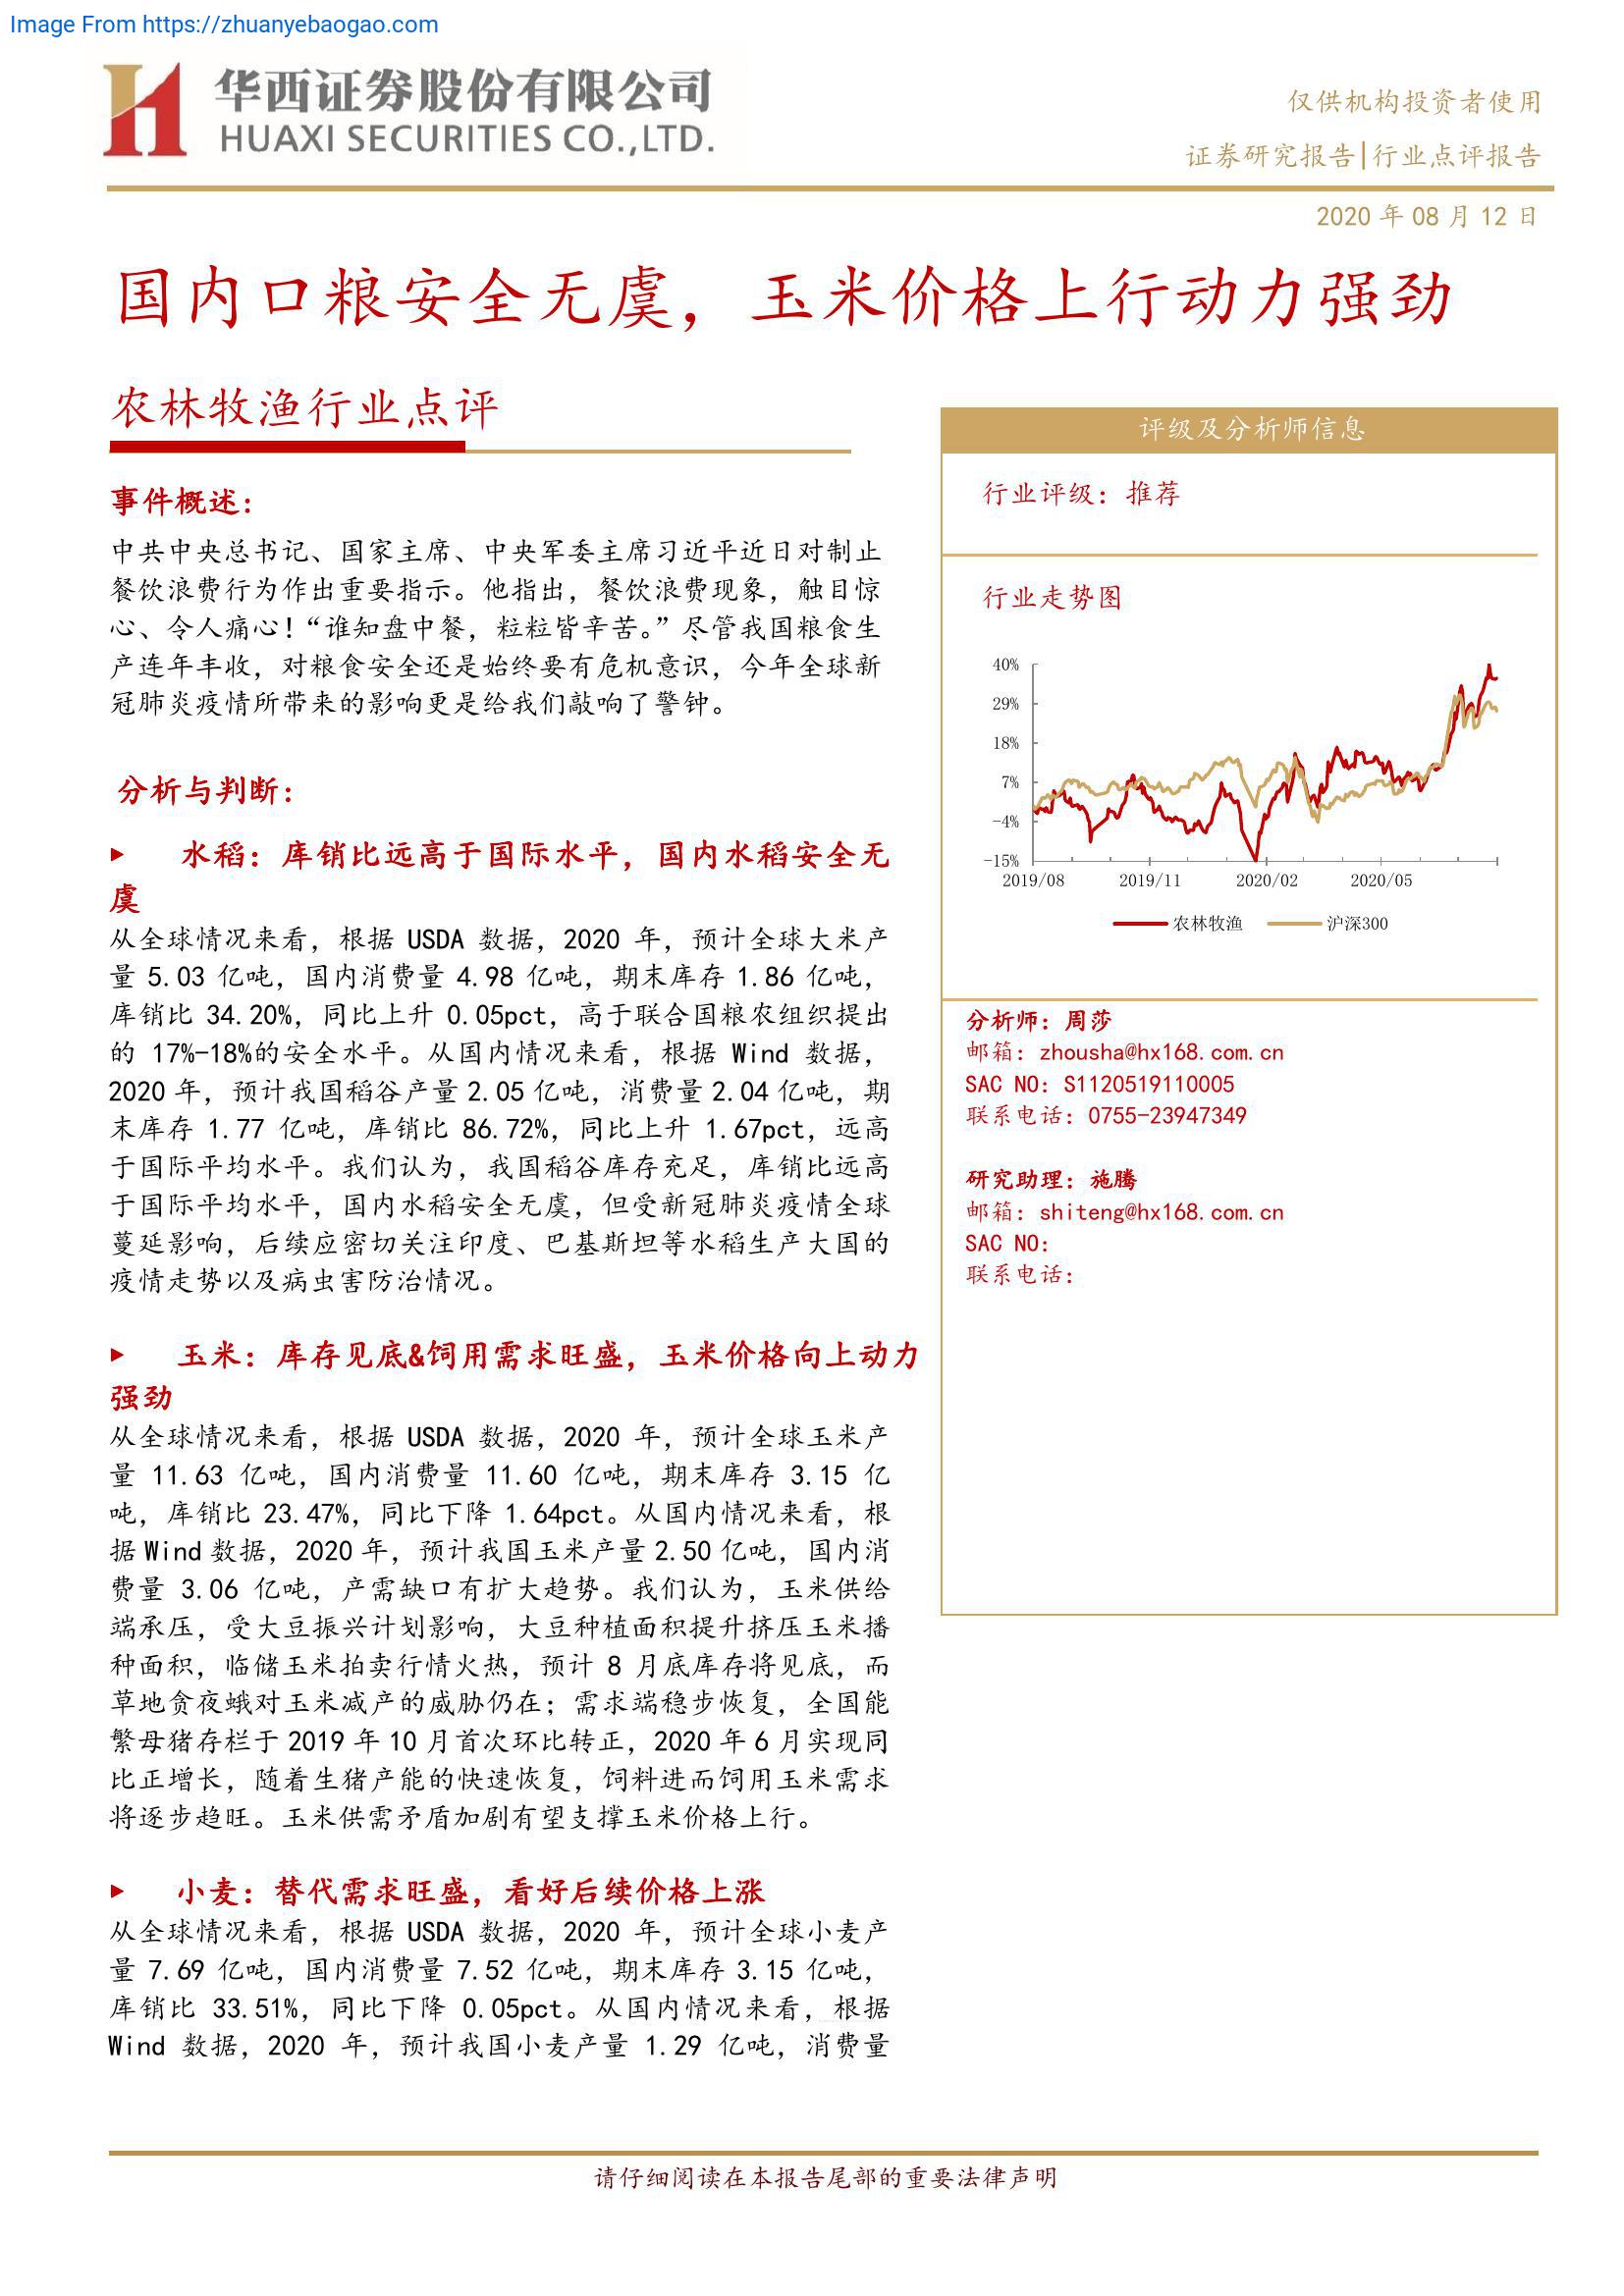 Image From https://zhuanyebaogao.com
华西证券股份有限公司
HUAXI SECURITIES CO.,LTD.
仅供机构投资者使用
证券研究报告|行业点评报告
2020 年 08 月 12 日
国内口粮安全无虞，玉米价格上行动力强劲
农林牧渔行业点评
事件概述：
中共中央总书记、国家主席、中央军委主席习近平近日对制止
餐饮浪费行为作出重要指示。他指出，餐饮浪费现象，触目惊
心、令人痛心！“谁知盘中餐，粒粒皆辛苦。”尽管我国粮食生
产连年丰收，对粮食安全还是始终要有危机意识，今年全球新
冠肺炎疫情所带来的影响更是给我们敲响了警钟。
分析与判断：
► 水稻：库销比远高于国际水平，国内水稻安全无
虞
从全球情况来看，根据 USDA 数据，2020 年，预计全球大米产
量 5.03 亿吨，国内消费量 4.98 亿吨，期末库存 1.86 亿吨，
库销比 34.20%，同比上升 0.05pct，高于联合国粮农组织提出
的 17%-18%的安全水平。从国内情况来看，根据 Wind 数据，
2020 年，预计我国稻谷产量 2.05 亿吨，消费量 2.04 亿吨，期
末库存 1.77 亿吨，库销比 86.72%，同比上升 1.67pct，远高
于国际平均水平。我们认为，我国稻谷库存充足，库销比远高
于国际平均水平，国内水稻安全无虞，但受新冠肺炎疫情全球
蔓延影响，后续应密切关注印度、巴基斯坦等水稻生产大国的
疫情走势以及病虫害防治情况。
► 玉米：库存见底&饲用需求旺盛，玉米价格向上动力
强劲
从全球情况来看，根据 USDA 数据，2020 年，预计全球玉米产
量 11.63 亿吨，国内消费量 11.60 亿吨，期末库存 3.15 亿
吨，库销比 23.47%，同比下降 1.64pct。从国内情况来看，根
据 Wind 数据，2020 年，预计我国玉米产量 2.50 亿吨，国内消
费量 3.06 亿吨，产需缺口有扩大趋势。我们认为，玉米供给
端承压，受大豆振兴计划影响，大豆种植面积提升挤压玉米播
种面积，临储玉米拍卖行情火热，预计 8 月底库存将见底，而
草地贪夜蛾对玉米减产的威胁仍在；需求端稳步恢复，全国能
繁母猪存栏于 2019 年 10 月首次环比转正，2020 年 6 月实现同
比正增长，随着生猪产能的快速恢复，饲料进而饲用玉米需求
将逐步趋旺。玉米供需矛盾加剧有望支撑玉米价格上行。
► 小麦：替代需求旺盛，看好后续价格上涨
从全球情况来看，根据 USDA 数据，2020 年，预计全球小麦产
量 7.69 亿吨，国内消费量 7.52 亿吨，期末库存 3.15 亿吨，
库销比 33.51%，同比下降 0.05pct。从国内情况来看，根据
Wind 数据，2020 年，预计我国小麦产量 1.29 亿吨，消费量
评级及分析师信息
行业评级：推荐
行业走势图
40%
29%
18%
7%
-4%
-15%
2019/08 2019/11 2020/02 2020/05
农林牧渔 沪深300
分析师：周莎
邮箱：zhousha@hx168.com.cn
SAC NO：S1120519110005
联系电话：0755-23947349
研究助理：施腾
邮箱：shiteng@hx168.com.cn
SAC NO：
联系电话：
请仔细阅读在本报告尾部的重要法律声明